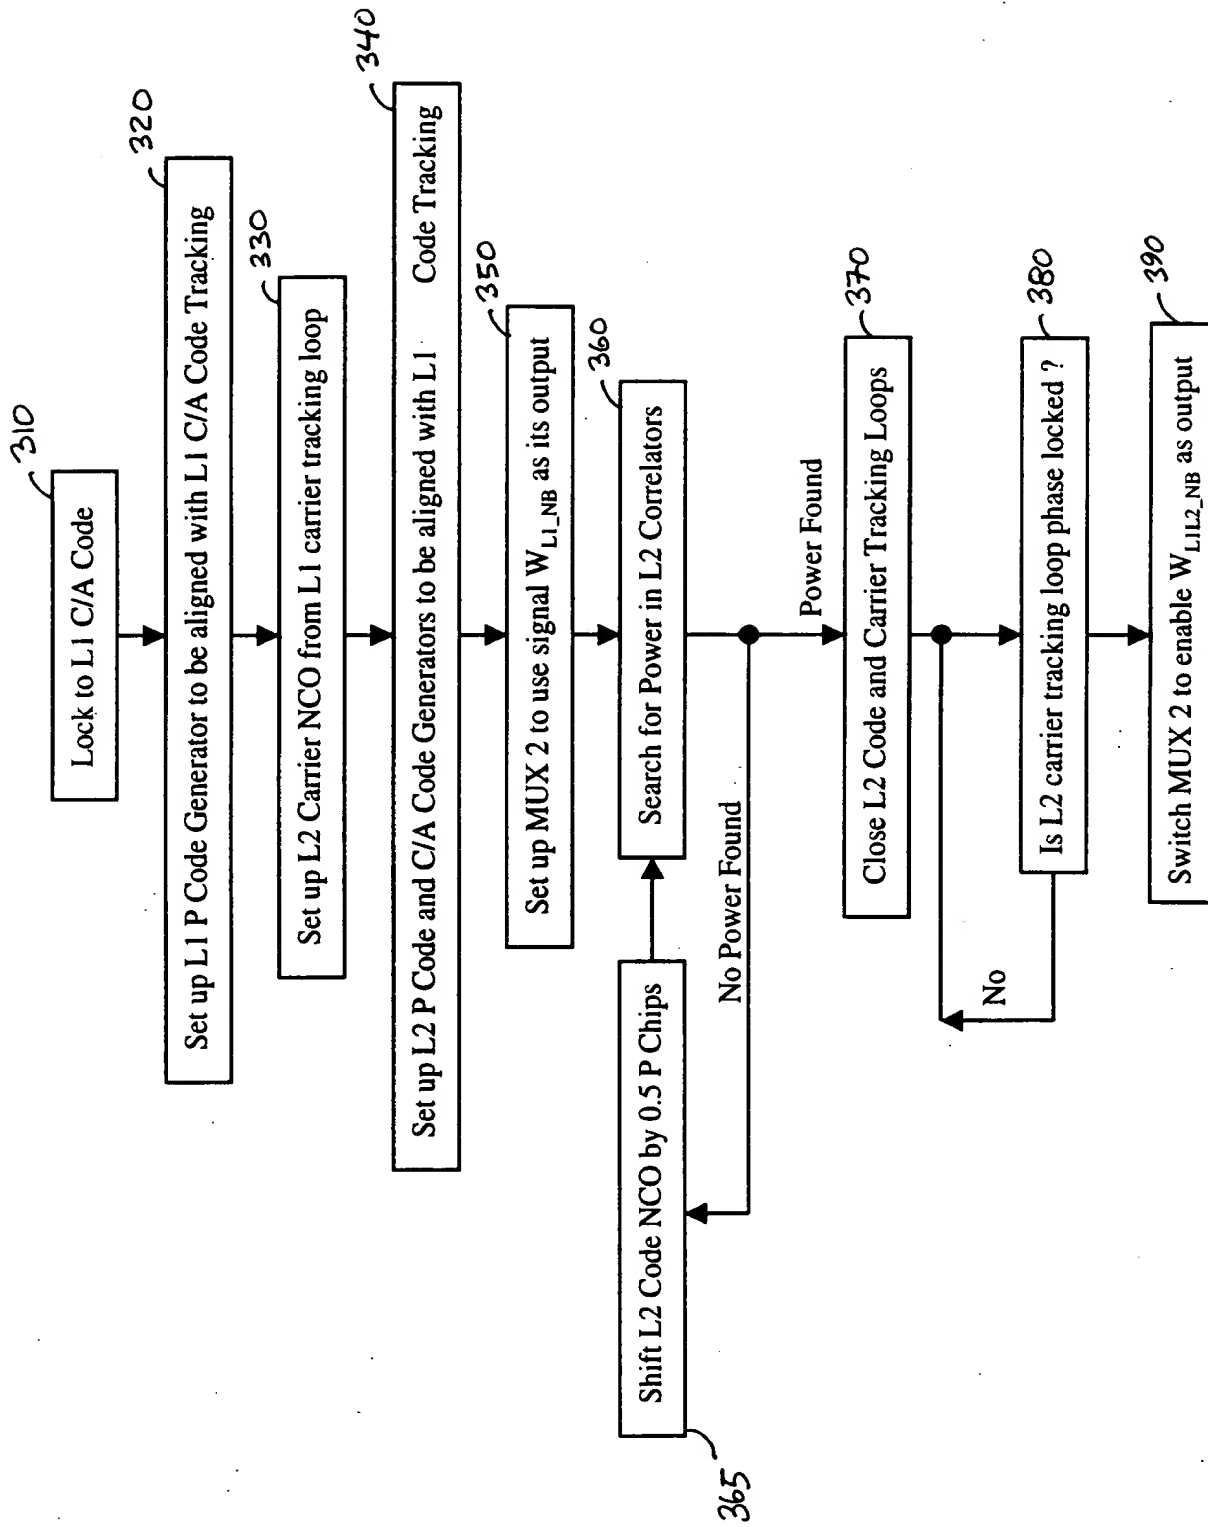 310
Lock to L1 C/A Code
320
Set up L1 P Code Generator to be aligned with L1 C/A Code Tracking
330
Set up L2 Carrier NCO from L1 carrier tracking loop
340
Set up L2 P Code and C/A Code Generators to be aligned with L1 Code Tracking
350
Set up MUX 2 to use signal W_L1_NB as its output
360
Search for Power in L2 Correlators
365
Shift L2 Code NCO by 0.5 P Chips
No Power Found
Power Found
370
Close L2 Code and Carrier Tracking Loops
380
Is L2 carrier tracking loop phase locked ?
No
390
Switch MUX 2 to enable W_L1L2_NB as output